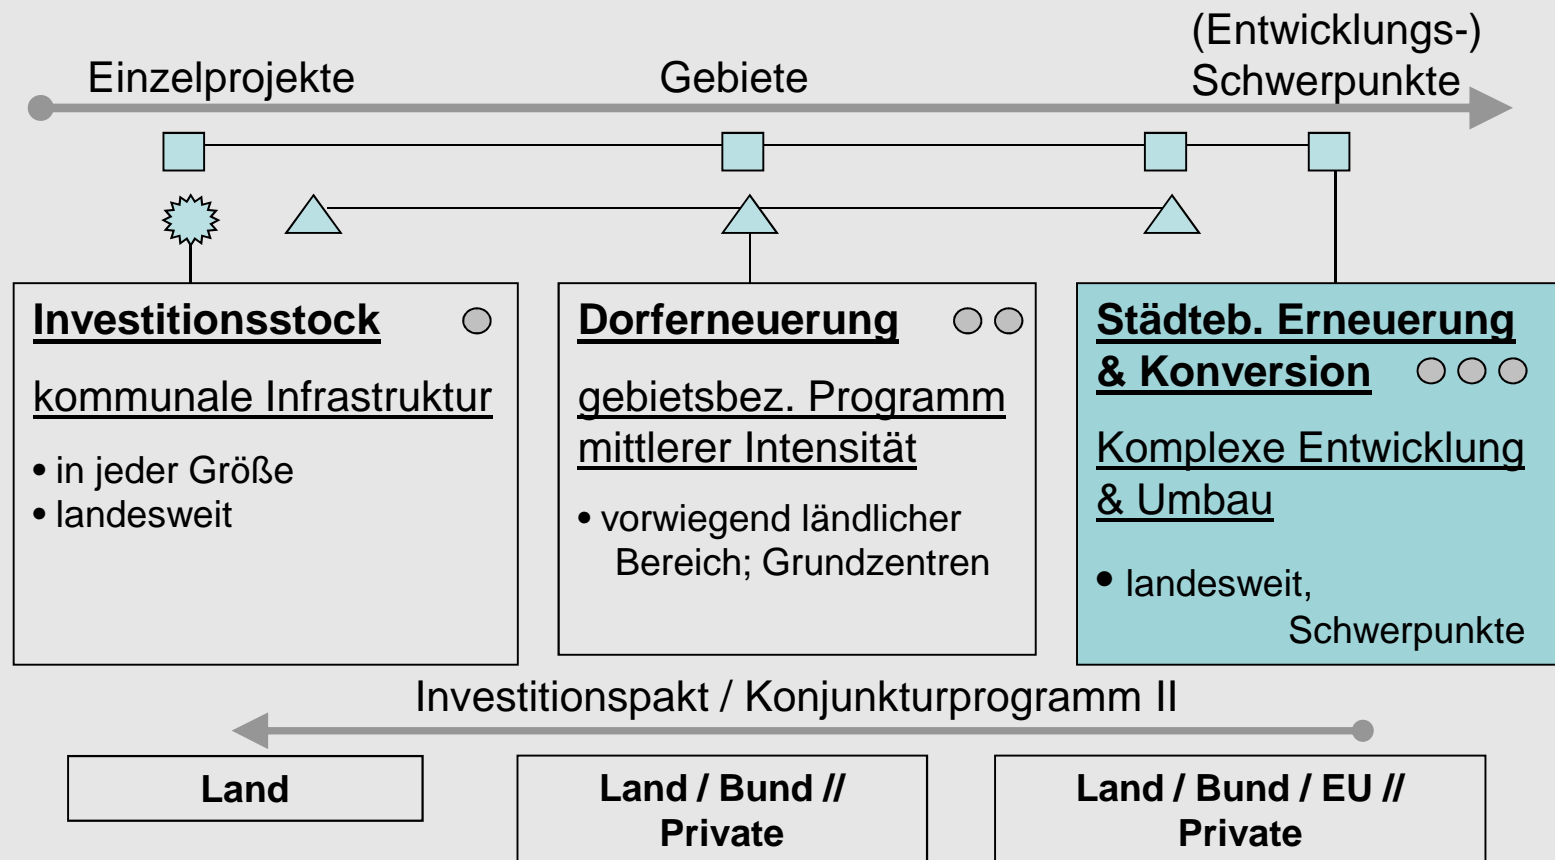 (Entwicklungs-)
Einzelprojekte
Gebiete
Schwerpunkte
Investitionsstock
kommunale Infrastruktur
• in jeder Größe
• landesweit
Dorferneuerung
gebietsbez. Programm
mittlerer Intensität
• vorwiegend ländlicher
Bereich; Grundzentren
Städteb. Erneuerung
& Konversion
Komplexe Entwicklung
& Umbau
• landesweit,
Schwerpunkte
Investitionspakt / Konjunkturprogramm II
Land
Land / Bund //
Private
Land / Bund / EU //
Private